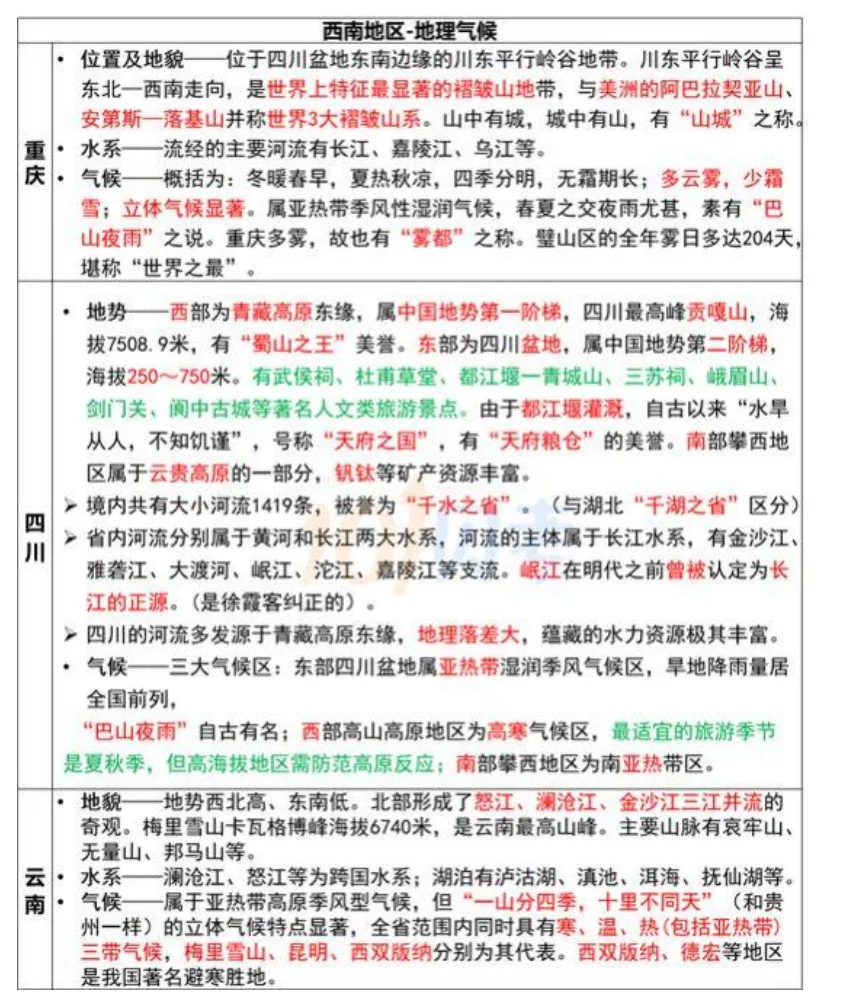 西南地区-地理气候
重庆
• 位置及地貌——位于四川盆地东南边缘的川东平行岭谷地带。川东平行岭谷呈
东北—西南走向，是世界上特征最显著的褶皱山地带，与美洲的阿巴拉契亚山、
安第斯—落基山并称世界3大褶皱山系。山中有城，城中有山，有“山城”之称。
• 水系——流经的主要河流有长江、嘉陵江、乌江等。
• 气候——概括为：冬暖春早，夏热秋凉，四季分明，无霜期长；多云雾，少霜
雪；立体气候显著。属亚热带季风性湿润气候，春夏之交夜雨尤甚，素有“巴
山夜雨”之说。重庆多雾，故也有“雾都”之称。璧山区的全年雾日多达204天，
堪称“世界之最”。
四川
• 地势——西部为青藏高原东缘，属中国地势第一阶梯，四川最高峰贡嘎山，海
拔7508.9米，有“蜀山之王”美誉。东部为四川盆地，属中国地势第二阶梯，
海拔250～750米。有武侯祠、杜甫草堂、都江堰一青城山、三苏祠、峨眉山、
剑门关、阆中古城等著名人文类旅游景点。由于都江堰灌溉，自古以来“水旱
从人，不知饥谨”，号称“天府之国”，有“天府粮仓”的美誉。南部攀西地
区属于云贵高原的一部分，钒钛等矿产资源丰富。
➢ 境内共有大小河流1419条，被誉为“千水之省”。（与湖北“千湖之省”区分）
➢ 省内河流分别属于黄河和长江两大水系，河流的主体属于长江水系，有金沙江、
雅砻江、大渡河、岷江、沱江、嘉陵江等支流。岷江在明代之前曾被认定为长
江的正源。（是徐霞客纠正的）。
➢ 四川的河流多发源于青藏高原东缘，地理落差大，蕴藏的水力资源极其丰富。
• 气候——三大气候区：东部四川盆地属亚热带湿润季风气候区，旱地降雨量居
全国前列，
“巴山夜雨”自古有名；西部高山高原地区为高寒气候区，最适宜的旅游季节
是夏秋季，但高海拔地区需防范高原反应；南部攀西地区为南亚热带区。
云南
• 地貌——地势西北高、东南低。北部形成了怒江、澜沧江、金沙江三江并流的
奇观。梅里雪山卡瓦格博峰海拔6740米，是云南最高山峰。主要山脉有哀牢山、
无量山、邦马山等。
• 水系——澜沧江、怒江等为跨国水系；湖泊有泸沽湖、滇池、洱海、抚仙湖等。
• 气候——属于亚热带高原季风型气候，但“一山分四季，十里不同天”（和贵
州一样）的立体气候特点显著，全省范围内同时具有寒、温、热(包括亚热带)
三带气候，梅里雪山、昆明、西双版纳分别为其代表。西双版纳、德宏等地区
是我国著名避寒胜地。